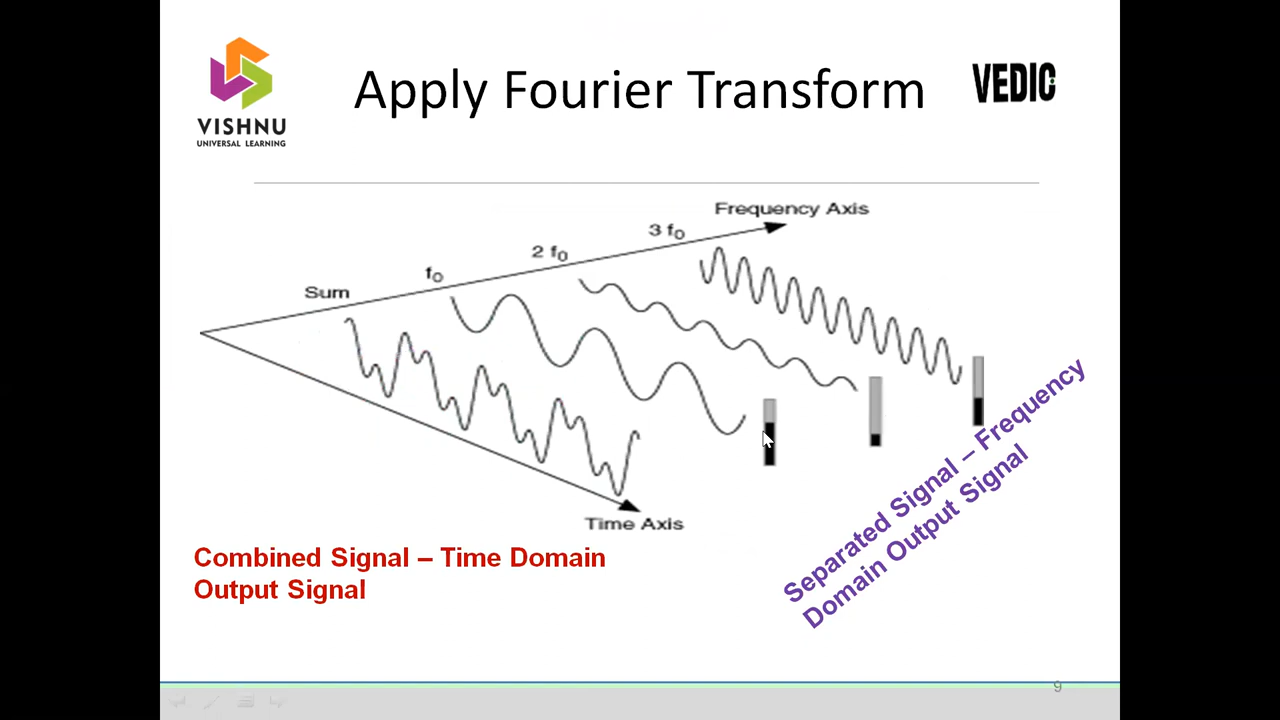 VISHNU
UNIVERSAL LEARNING
Apply Fourier Transform
VEDIC
Frequency Axis
3 f0
2 f0
f0
Sum
Time Axis
Combined Signal – Time Domain
Output Signal
Separated Signal – Frequency
Domain Output Signal
9